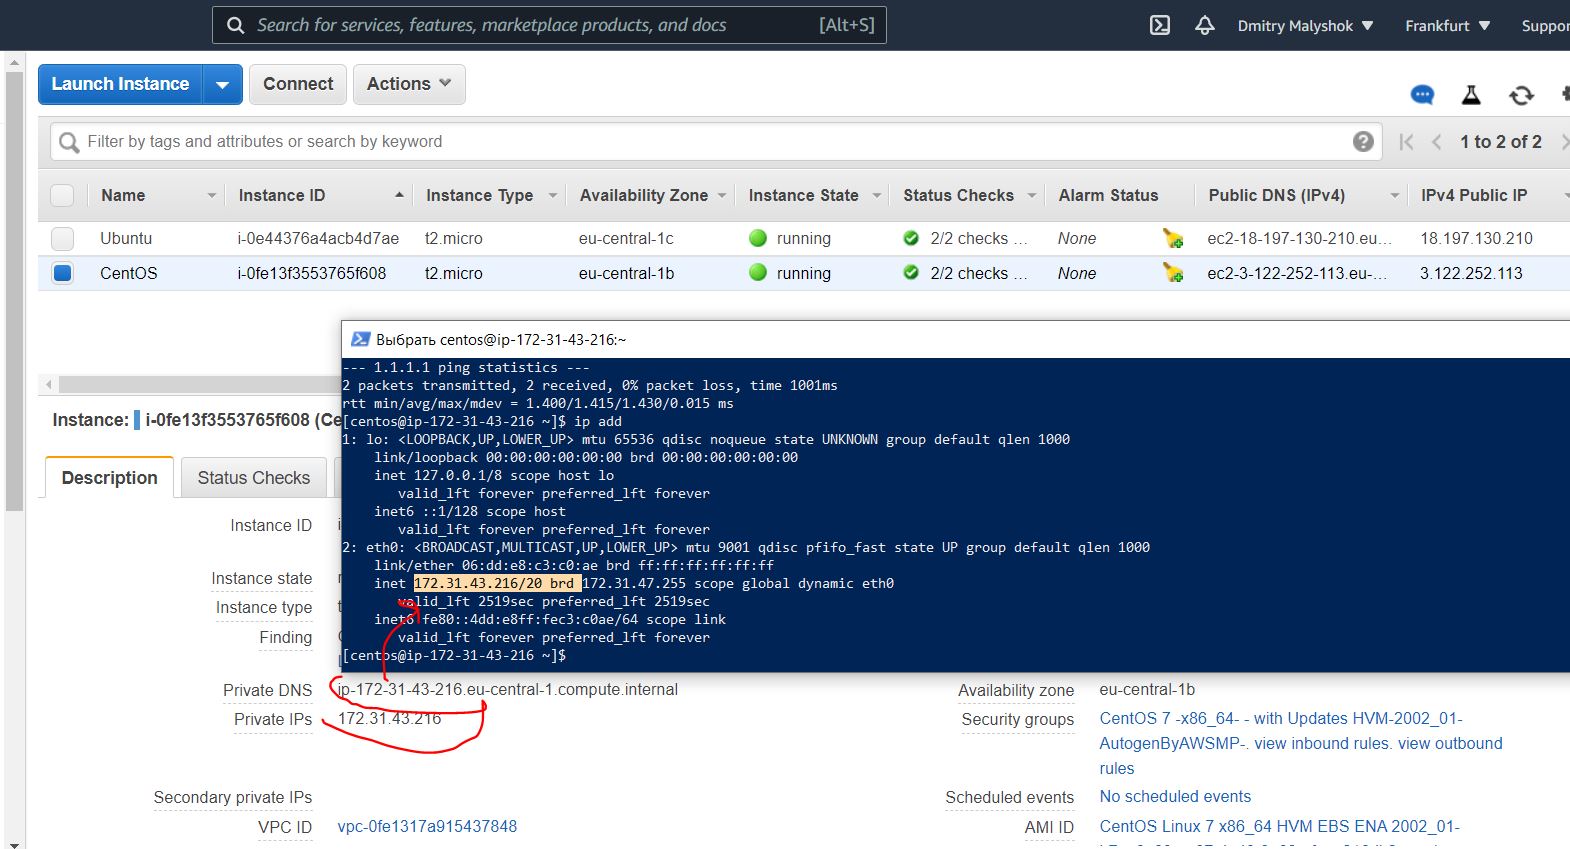 Search for services, features, marketplace products, and docs [Alt+S] Dmitry Malyshok Frankfurt Suppor
Launch Instance Connect Actions
Filter by tags and attributes or search by keyword 1 to 2 of 2
Name Instance ID Instance Type Availability Zone Instance State Status Checks Alarm Status Public DNS (IPv4) IPv4 Public IP
Ubuntu i-0e44376a4acb4d7ae t2.micro eu-central-1c running 2/2 checks ... None ec2-18-197-130-210.eu... 18.197.130.210
CentOS i-0fe13f3553765f608 t2.micro eu-central-1b running 2/2 checks ... None ec2-3-122-252-113.eu-... 3.122.252.113
Выбрать centos@ip-172-31-43-216:~
--- 1.1.1.1 ping statistics ---
2 packets transmitted, 2 received, 0% packet loss, time 1001ms
rtt min/avg/max/mdev = 1.400/1.415/1.430/0.015 ms
[centos@ip-172-31-43-216 ~]$ ip add
1: lo: <LOOPBACK,UP,LOWER_UP> mtu 65536 qdisc noqueue state UNKNOWN group default qlen 1000
link/loopback 00:00:00:00:00:00 brd 00:00:00:00:00:00
inet 127.0.0.1/8 scope host lo
valid_lft forever preferred_lft forever
inet6 ::1/128 scope host
valid_lft forever preferred_lft forever
2: eth0: <BROADCAST,MULTICAST,UP,LOWER_UP> mtu 9001 qdisc pfifo_fast state UP group default qlen 1000
link/ether 06:dd:e8:c3:c0:ae brd ff:ff:ff:ff:ff:ff
inet 172.31.43.216/20 brd 172.31.47.255 scope global dynamic eth0
valid_lft 2519sec preferred_lft 2519sec
inet6 fe80::4dd:e8ff:fec3:c0ae/64 scope link
valid_lft forever preferred_lft forever
[centos@ip-172-31-43-216 ~]$
Instance: i-0fe13f3553765f608 (Ce
Description Status Checks
Instance ID
Instance state
Instance type
Finding
Private DNS ip-172-31-43-216.eu-central-1.compute.internal Availability zone eu-central-1b
Private IPs 172.31.43.216 Security groups CentOS 7 -x86_64- - with Updates HVM-2002_01-
AutogenByAWSMP-. view inbound rules. view outbound
rules
Secondary private IPs Scheduled events No scheduled events
VPC ID vpc-0fe1317a915437848 AMI ID CentOS Linux 7 x86_64 HVM EBS ENA 2002_01-